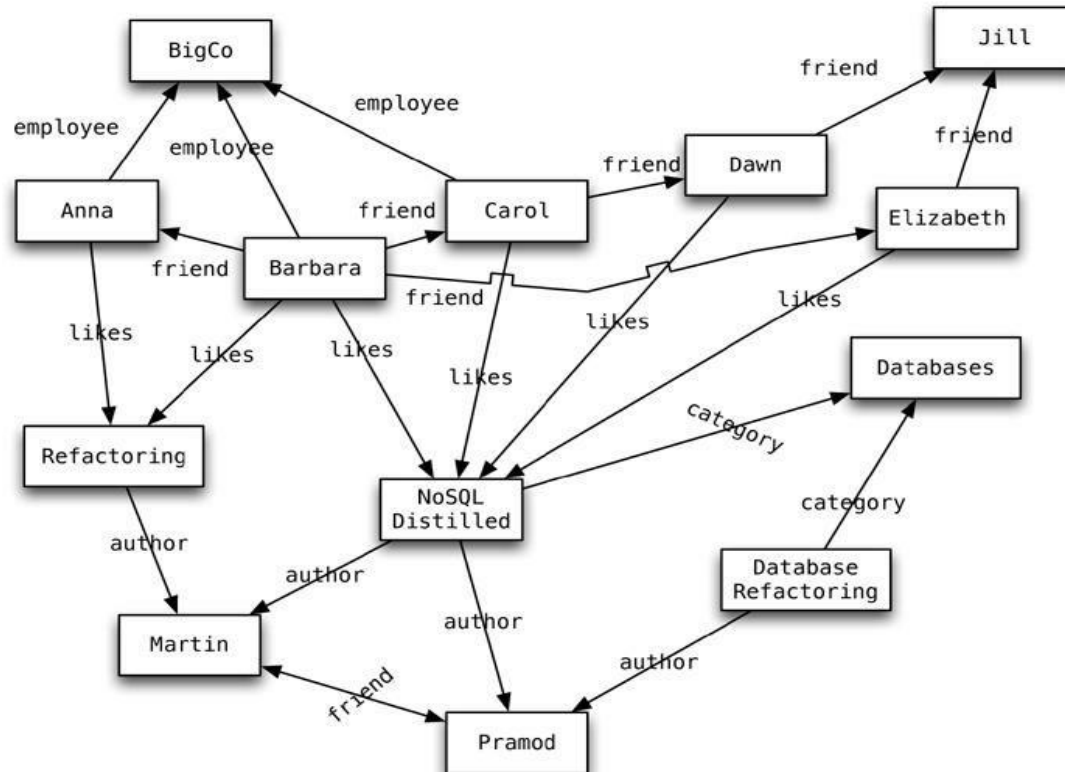 Jill
BigCo
friend
employee
employee
friend
employee
friend
Dawn
Anna
friend
Carol
Elizabeth
friend
Barbara
friend
likes
likes
likes
likes
likes
likes
Databases
category
Refactoring
NoSQL
Distilled
category
author
Database
Refactoring
author
author
Martin
author
friend
Pramod